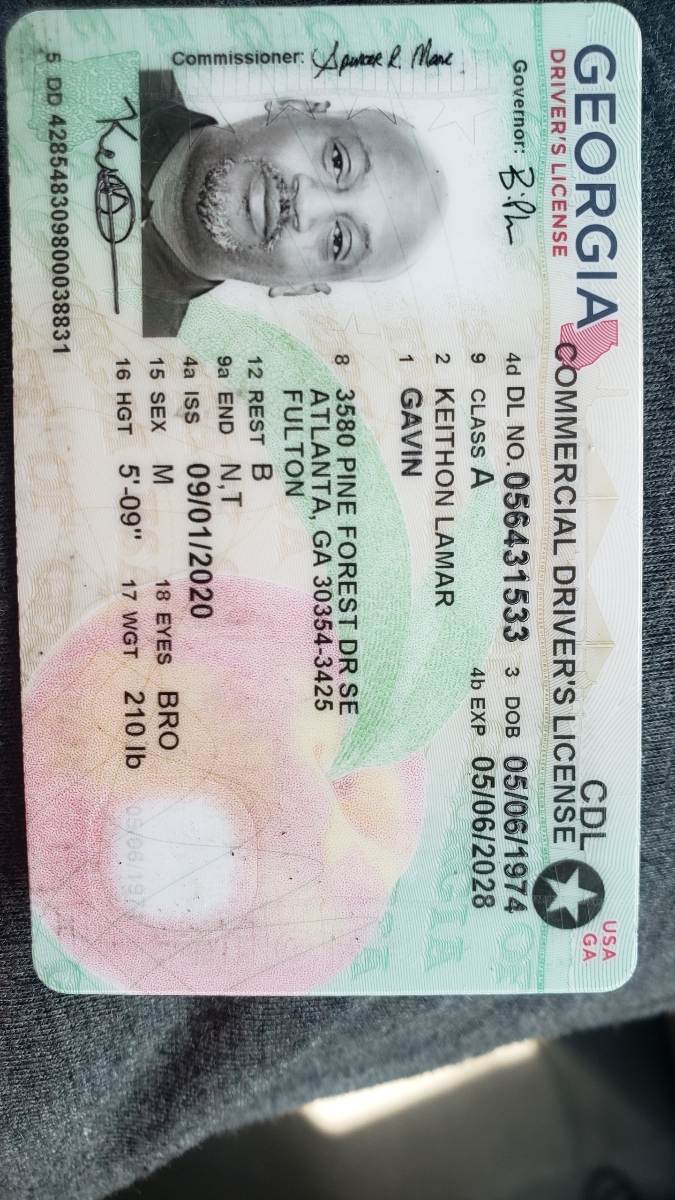 GEORGIA
DRIVER'S LICENSE
CDL
USA
GA
COMMERCIAL DRIVER'S LICENSE
Governor:
4d DL NO. 056431533 3 DOB 05/06/1974
9 CLASS A 4b EXP 05/06/2028
2 KEITHON LAMAR
1 GAVIN
8 3580 PINE FOREST DR SE
ATLANTA, GA 30354-3425
FULTON
12 REST B
9a END N,T
4a ISS 09/01/2020
15 SEX M 18 EYES BRO
16 HGT 5'-09" 17 WGT 210 lb
Commissioner:
5 DD 428548309800038831